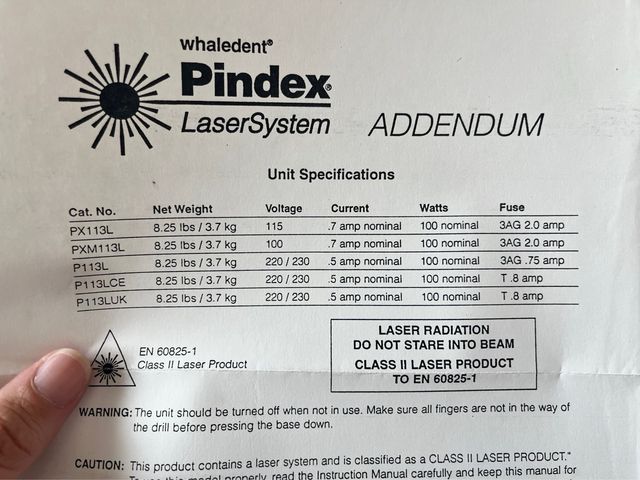 whaledent®
Pindex®
LaserSystem ADDENDUM
Unit Specifications
Cat. No. Net Weight Voltage Current Watts Fuse
PX113L 8.25 lbs / 3.7 kg 115 .7 amp nominal 100 nominal 3AG 2.0 amp
PXM113L 8.25 lbs / 3.7 kg 100 .7 amp nominal 100 nominal 3AG 2.0 amp
P113L 8.25 lbs / 3.7 kg 220 / 230 .5 amp nominal 100 nominal 3AG .75 amp
P113LCE 8.25 lbs / 3.7 kg 220 / 230 .5 amp nominal 100 nominal T .8 amp
P113LUK 8.25 lbs / 3.7 kg 220 / 230 .5 amp nominal 100 nominal T .8 amp
EN 60825-1
Class II Laser Product
LASER RADIATION
DO NOT STARE INTO BEAM
CLASS II LASER PRODUCT
TO EN 60825-1
WARNING: The unit should be turned off when not in use. Make sure all fingers are not in the way of
the drill before pressing the base down.
CAUTION: This product contains a laser system and is classified as a CLASS II LASER PRODUCT."
To use this model properly, read the Instruction Manual carefully and keep this manual for